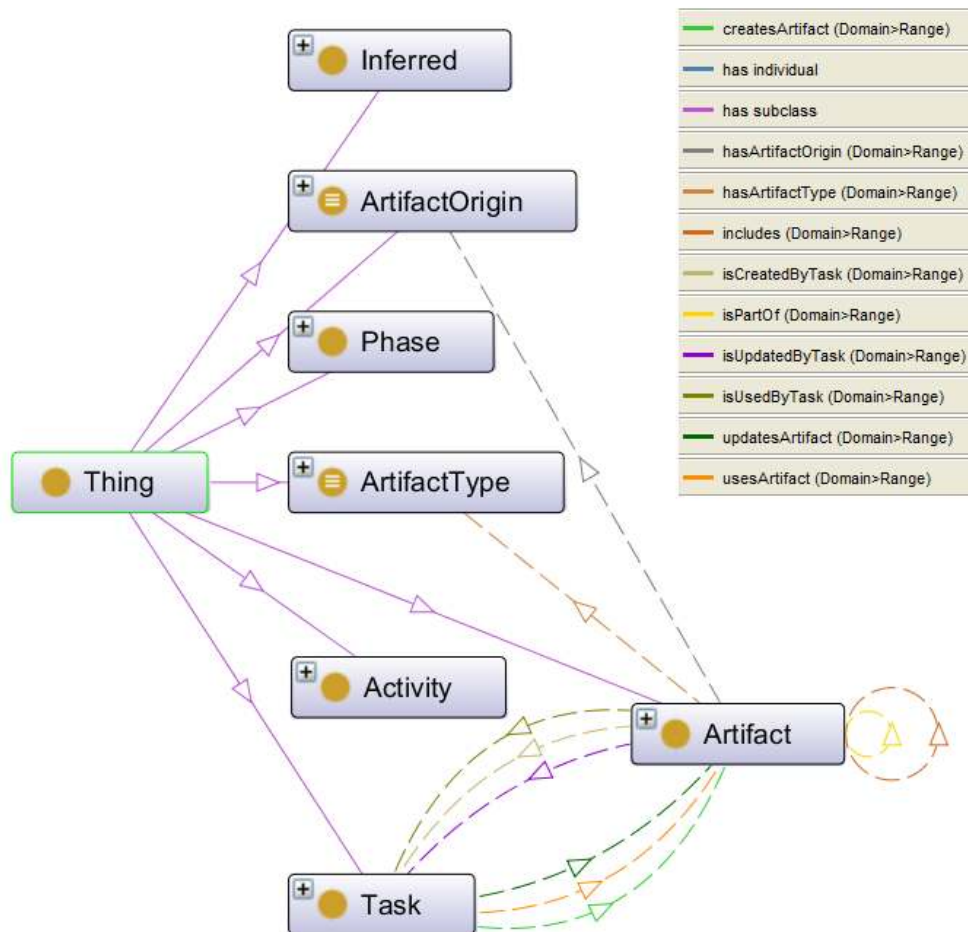 Inferred
ArtifactOrigin
Phase
Thing
ArtifactType
Activity
Artifact
Task
createsArtifact (Domain>Range)
has individual
has subclass
hasArtifactOrigin (Domain>Range)
hasArtifactType (Domain>Range)
includes (Domain>Range)
isCreatedByTask (Domain>Range)
isPartOf (Domain>Range)
isUpdatedByTask (Domain>Range)
isUsedByTask (Domain>Range)
updatesArtifact (Domain>Range)
usesArtifact (Domain>Range)